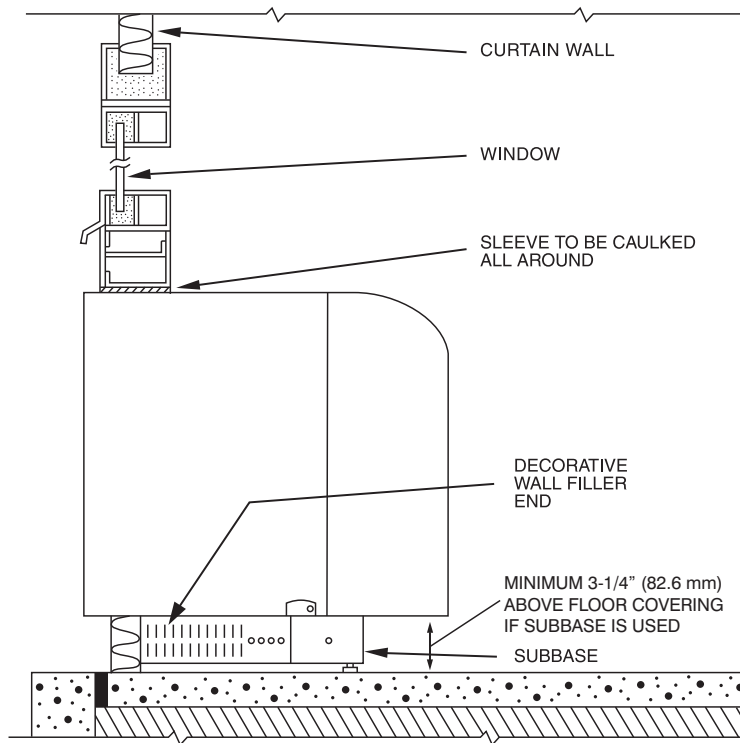 CURTAIN WALL
WINDOW
SLEEVE TO BE CAULKED
ALL AROUND
DECORATIVE
WALL FILLER
END
MINIMUM 3-1/4" (82.6 mm)
ABOVE FLOOR COVERING
IF SUBBASE IS USED
SUBBASE